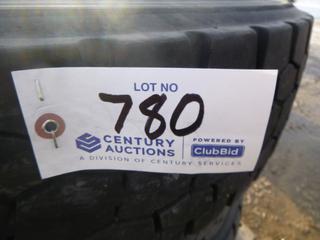 LOT NO
780
CENTURY AUCTIONS
POWERED BY
ClubBid
A DIVISION OF CENTURY SERVICES